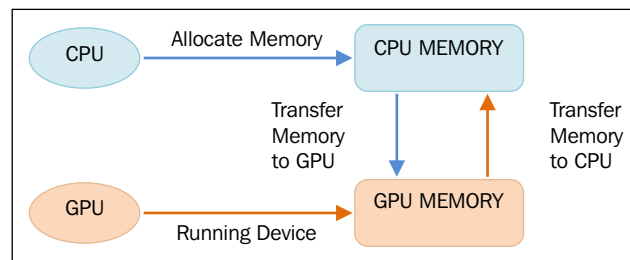 CPU
Allocate Memory
CPU MEMORY
Transfer
Memory
to GPU
Transfer
Memory
to CPU
GPU
Running Device
GPU MEMORY